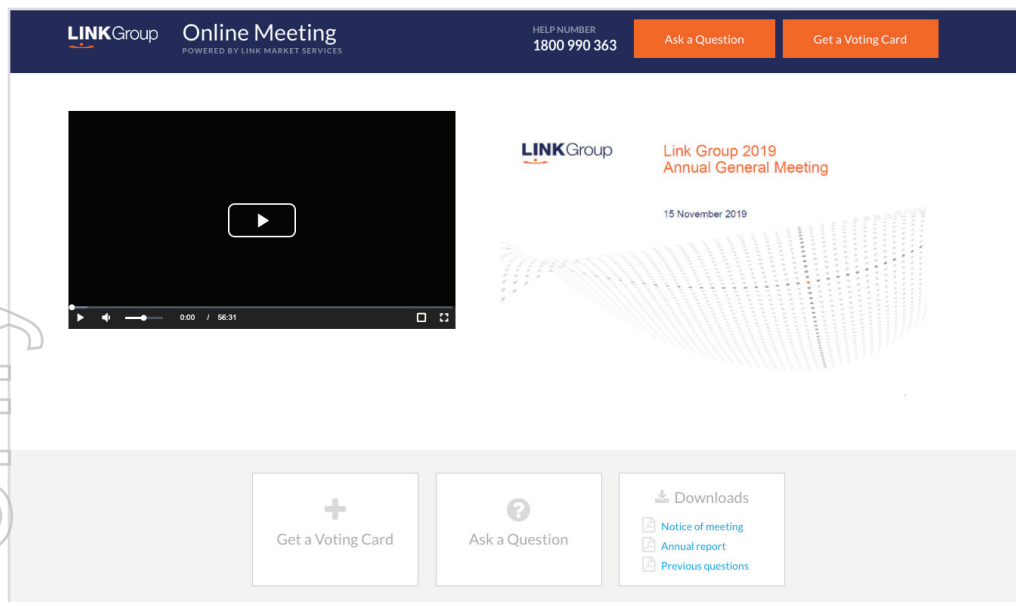 LINKGroup
Online Meeting
POWERED BY LINK MARKET SERVICES
HELP NUMBER
1800 990 363
Ask a Question
Get a Voting Card
LINKGroup
Link Group 2019
Annual General Meeting
15 November 2019
0:00 / 56:31
Get a Voting Card
Ask a Question
Downloads
Notice of meeting
Annual report
Previous questions